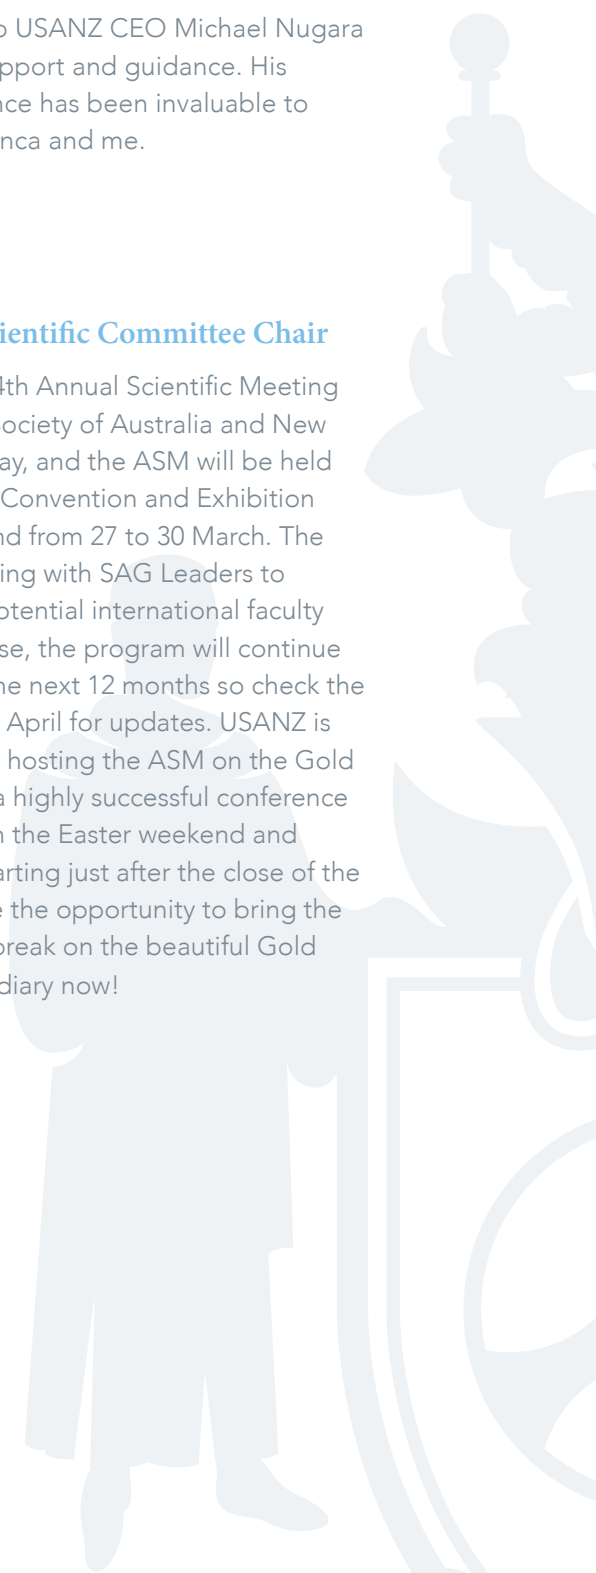 USANZ CEO Michael Nugara
pport and guidance. His
nce has been invaluable to
nca and me.
ientific Committee Chair
4th Annual Scientific Meeting
ociety of Australia and New
ay, and the ASM will be held
Convention and Exhibition
nd from 27 to 30 March. The
ing with SAG Leaders to
otential international faculty
se, the program will continue
he next 12 months so check the
April for updates. USANZ is
hosting the ASM on the Gold
a highly successful conference
n the Easter weekend and
arting just after the close of the
e the opportunity to bring the
break on the beautiful Gold
diary now!